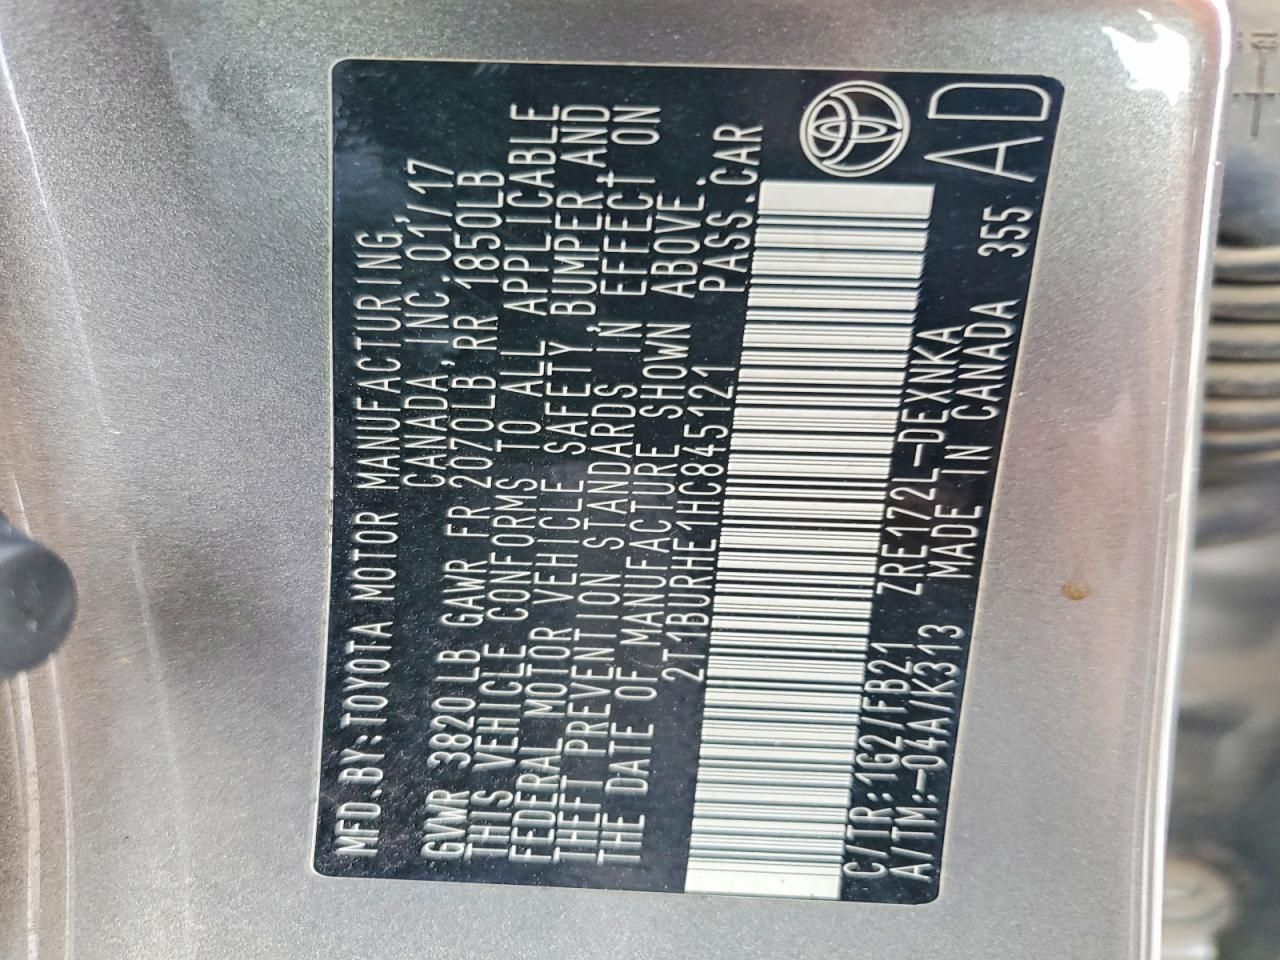 MFD.BY:TOYOTA MOTOR MANUFACTURING,
CANADA, INC. 01/17
GVWR 3820 LB GAWR FR 2070LB RR 1850LB
THIS VEHICLE CONFORMS TO ALL APPLICABLE
FEDERAL MOTOR VEHICLE SAFETY, BUMPER, AND
THEFT PREVENTION STANDARDS IN EFFECT ON
THE DATE OF MANUFACTURE SHOWN ABOVE.
2T1BURHE1HC845121 PASS.CAR
C/TR:1G2/FB21 ZRE172L-DEXNKA
A/TM:-04A/K313 MADE IN CANADA 355
AD